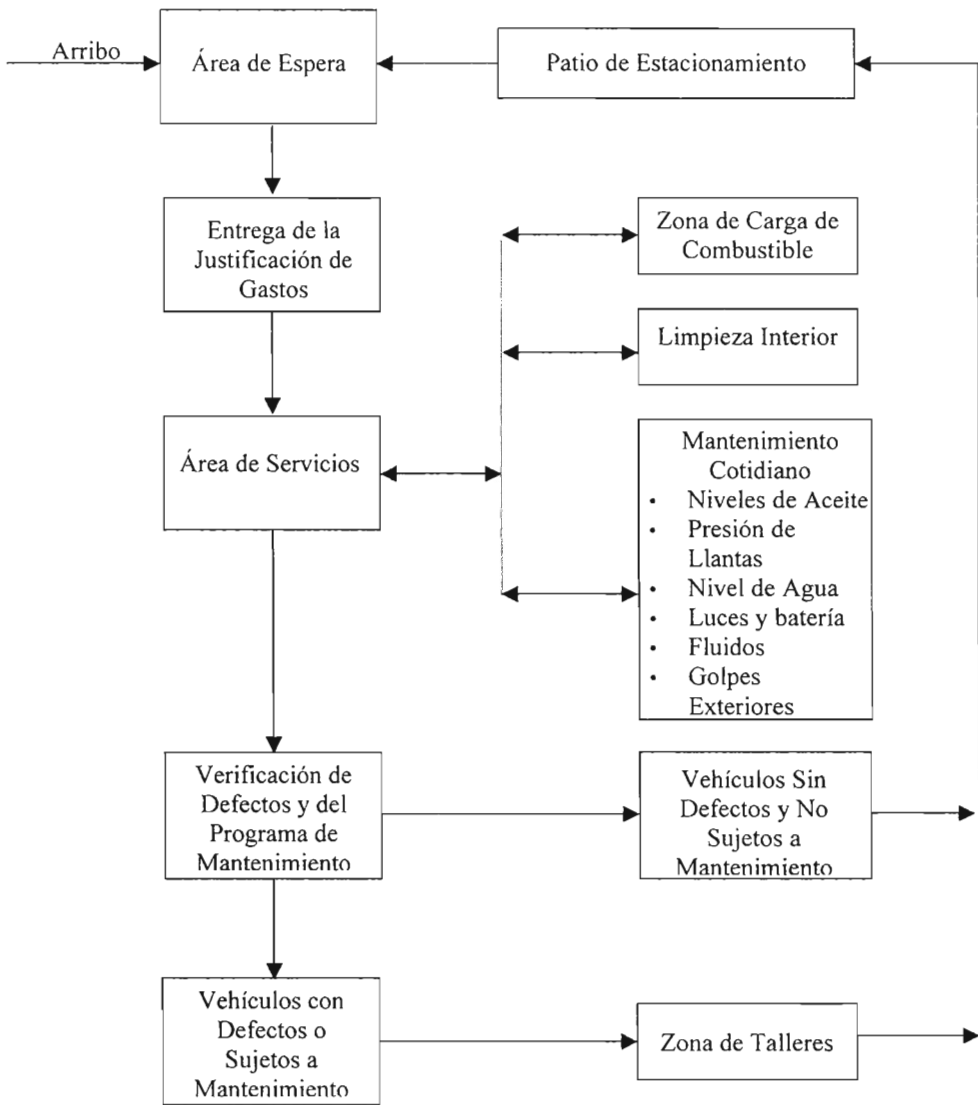 Arribo
Área de Espera
Patio de Estacionamiento
Entrega de la
Justificación de
Gastos
Zona de Carga de
Combustible
Limpieza Interior
Área de Servicios
Mantenimiento
Cotidiano
• Niveles de Aceite
• Presión de
Llantas
• Nivel de Agua
• Luces y batería
• Fluidos
• Golpes
Exteriores
Verificación de
Defectos y del
Programa de
Mantenimiento
Vehículos Sin
Defectos y No
Sujetos a
Mantenimiento
Vehículos con
Defectos o
Sujetos a
Mantenimiento
Zona de Talleres